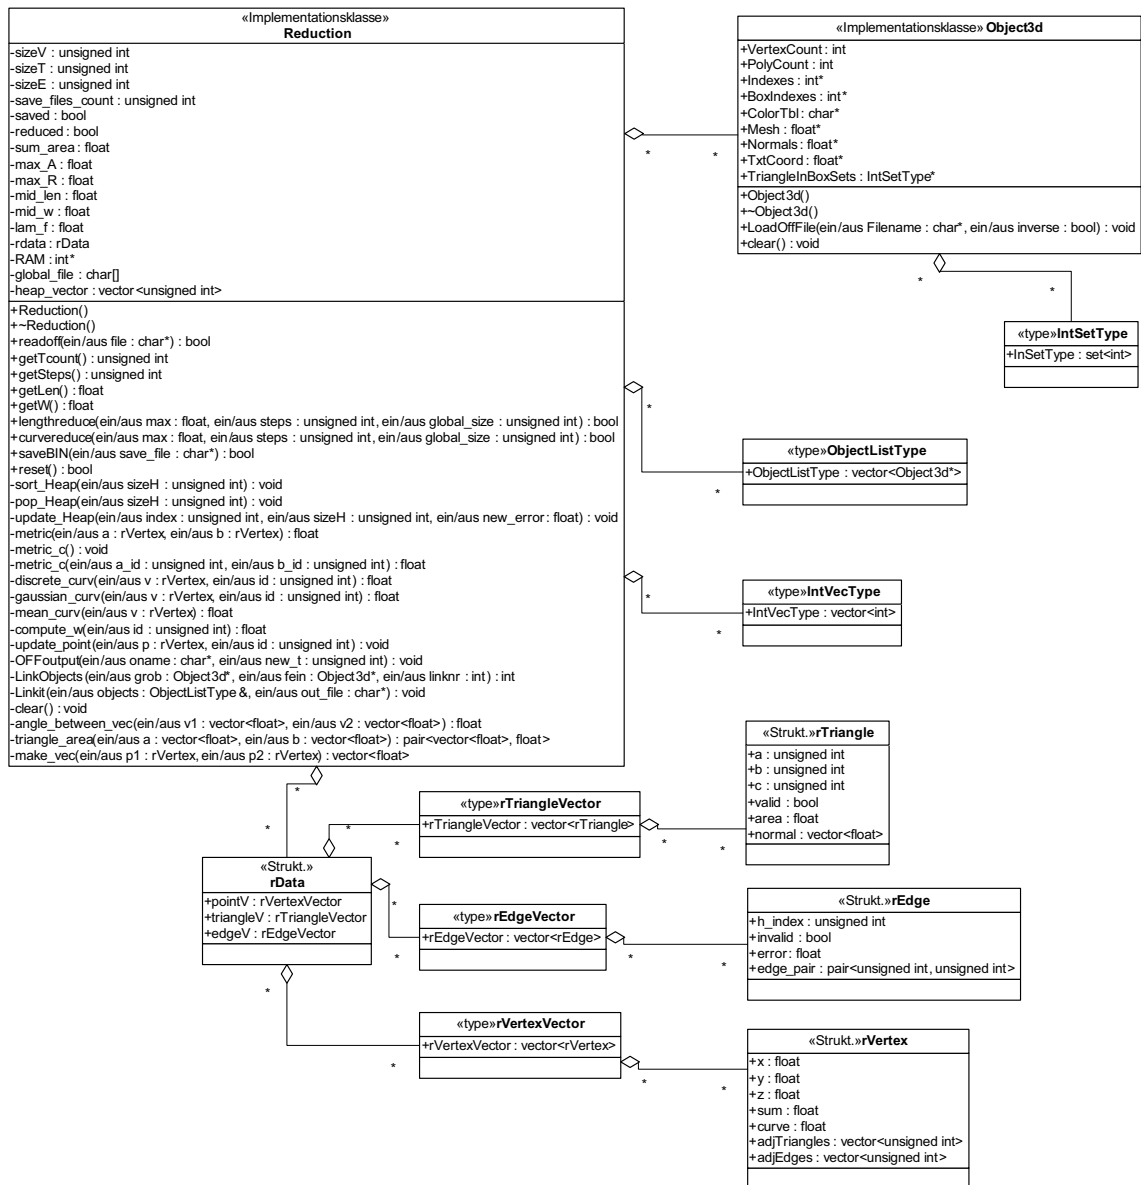 «Implementationsklasse»
Reduction
-sizeV : unsigned int
-sizeT : unsigned int
-sizeE : unsigned int
-save_files_count : unsigned int
-saved : bool
-reduced : bool
-sum_area : float
-max_A : float
-max_R : float
-mid_len : float
-mid_w : float
-lam_f : float
-rdata : rData
-RAM : int*
-global_file : char[]
-heap_vector : vector<unsigned int>
+Reduction()
+~Reduction()
+readoff(ein/aus file : char*) : bool
+getTcount() : unsigned int
+getSteps() : unsigned int
+getLen() : float
+getW() : float
+lengthreduce(ein/aus max : float, ein/aus steps : unsigned int, ein/aus global_size : unsigned int) : bool
+curvereduce(ein/aus max : float, ein/aus steps : unsigned int, ein/aus global_size : unsigned int) : bool
+saveBIN(ein/aus save_file : char*) : bool
+reset() : bool
-sort_Heap(ein/aus sizeH : unsigned int) : void
-pop_Heap(ein/aus sizeH : unsigned int) : void
-update_Heap(ein/aus index : unsigned int, ein/aus sizeH : unsigned int, ein/aus new_error : float) : void
-metric(ein/aus a : rVertex, ein/aus b : rVertex) : float
-metric_c() : void
-metric_c(ein/aus a_id : unsigned int, ein/aus b_id : unsigned int) : float
-discrete_curv(ein/aus v : rVertex, ein/aus id : unsigned int) : float
-gaussian_curv(ein/aus v : rVertex, ein/aus id : unsigned int) : float
-mean_curv(ein/aus v : rVertex) : float
-compute_w(ein/aus id : unsigned int) : float
-update_point(ein/aus p : rVertex, ein/aus id : unsigned int) : void
-OFFoutput(ein/aus oname : char*, ein/aus new_t : unsigned int) : void
-LinkObjects(ein/aus grob : Object3d*, ein/aus fein : Object3d*, ein/aus linknr : int) : int
-Linkit(ein/aus objects : ObjectListType &, ein/aus out_file : char*) : void
-clear() : void
-angle_between_vec(ein/aus v1 : vector<float>, ein/aus v2 : vector<float>) : float
-triangle_area(ein/aus a : vector<float>, ein/aus b : vector<float>) : pair<vector<float>, float>
-make_vec(ein/aus p1 : rVertex, ein/aus p2 : rVertex) : vector<float>
«Implementationsklasse» Object3d
+VertexCount : int
+PolyCount : int
+Indexes : int*
+BoxIndexes : int*
+ColorTbl : char*
+Mesh : float*
+Normals : float*
+TxtCoord : float*
+TriangleInBoxSets : IntSetType*
+Object3d()
+~Object3d()
+LoadOffFile(ein/aus Filename : char*, ein/aus inverse : bool) : void
+clear() : void
* *
* *
«type»IntSetType
+InSetType : set<int>
*
*
«type»ObjectListType
+ObjectListType : vector<Object3d*>
*
*
«type»IntVecType
+IntVecType : vector<int>
«Strukt.»rTriangle
+a : unsigned int
+b : unsigned int
+c : unsigned int
+valid : bool
+area : float
+normal : vector<float>
*
*
«type»rTriangleVector
+rTriangleVector : vector<rTriangle>
*
*
* *
«Strukt.»
rData
+pointV : rVertexVector
+triangleV : rTriangleVector
+edgeV : rEdgeVector
*
*
«type»rEdgeVector
+rEdgeVector : vector<rEdge>
* *
«Strukt.»rEdge
+h_index : unsigned int
+invalid : bool
+error : float
+edge_pair : pair<unsigned int, unsigned int>
*
*
«type»rVertexVector
+rVertexVector : vector<rVertex>
* *
«Strukt.»rVertex
+x : float
+y : float
+z : float
+sum : float
+curve : float
+adjTriangles : vector<unsigned int>
+adjEdges : vector<unsigned int>